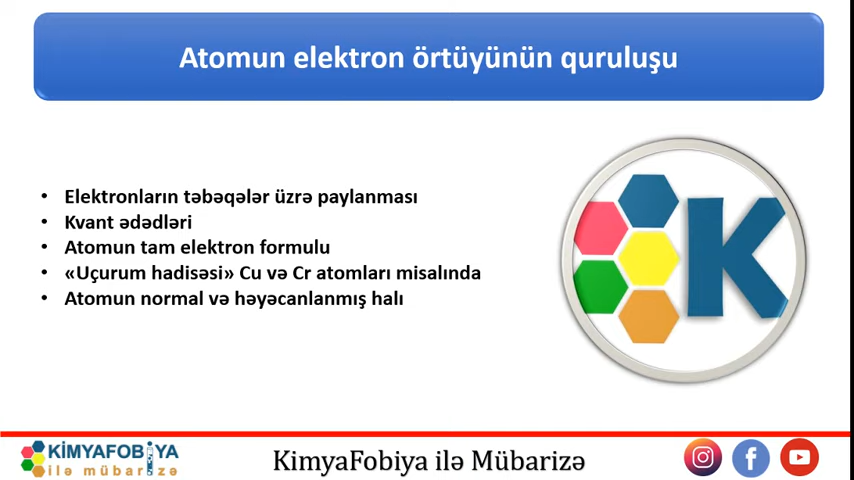 Atomun elektron örtüyünün quruluşu
• Elektronların təbəqələr üzrə paylanması
• Kvant ədədləri
• Atomun tam elektron formulu
• «Uçurum hadisəsi» Cu və Cr atomları misalında
• Atomun normal və həyəcanlanmış halı
K
KİMYAFOBİYA
ilə mübarizə
KimyaFobiya ilə Mübarizə
f